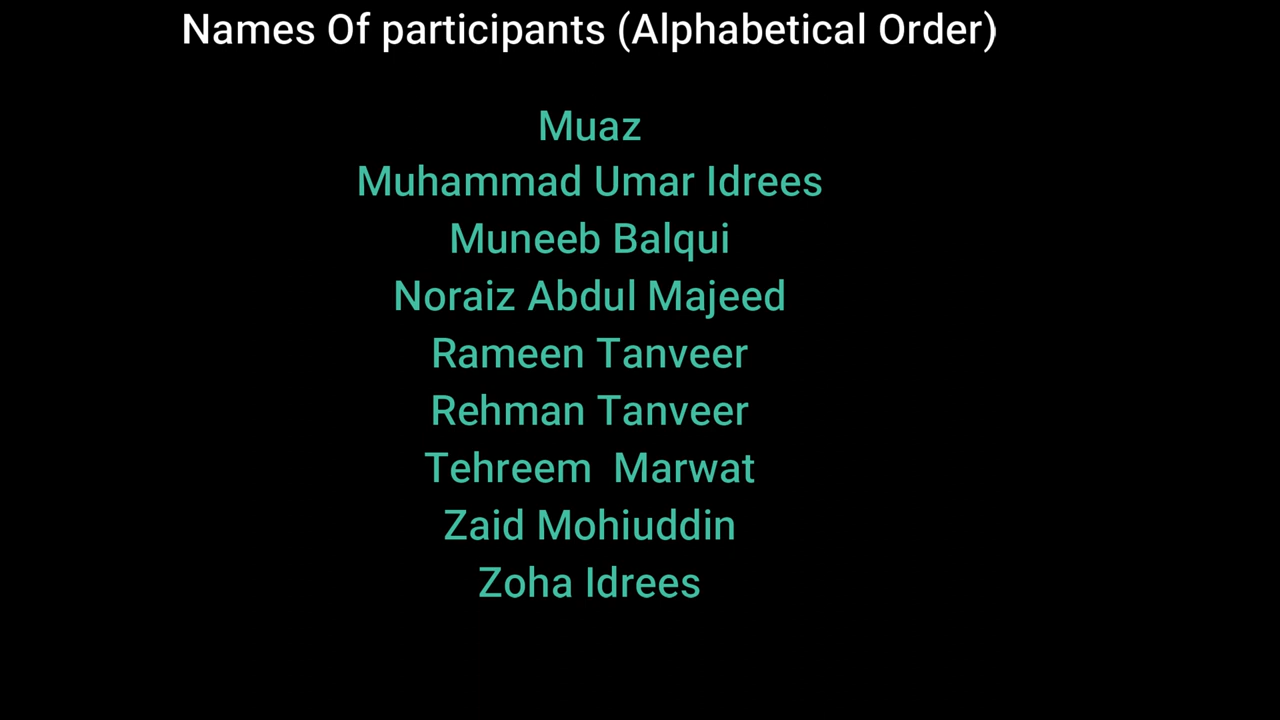 Names Of participants (Alphabetical Order)
Muaz
Muhammad Umar Idrees
Muneeb Balqui
Noraiz Abdul Majeed
Rameen Tanveer
Rehman Tanveer
Tehreem  Marwat
Zaid Mohiuddin
Zoha Idrees